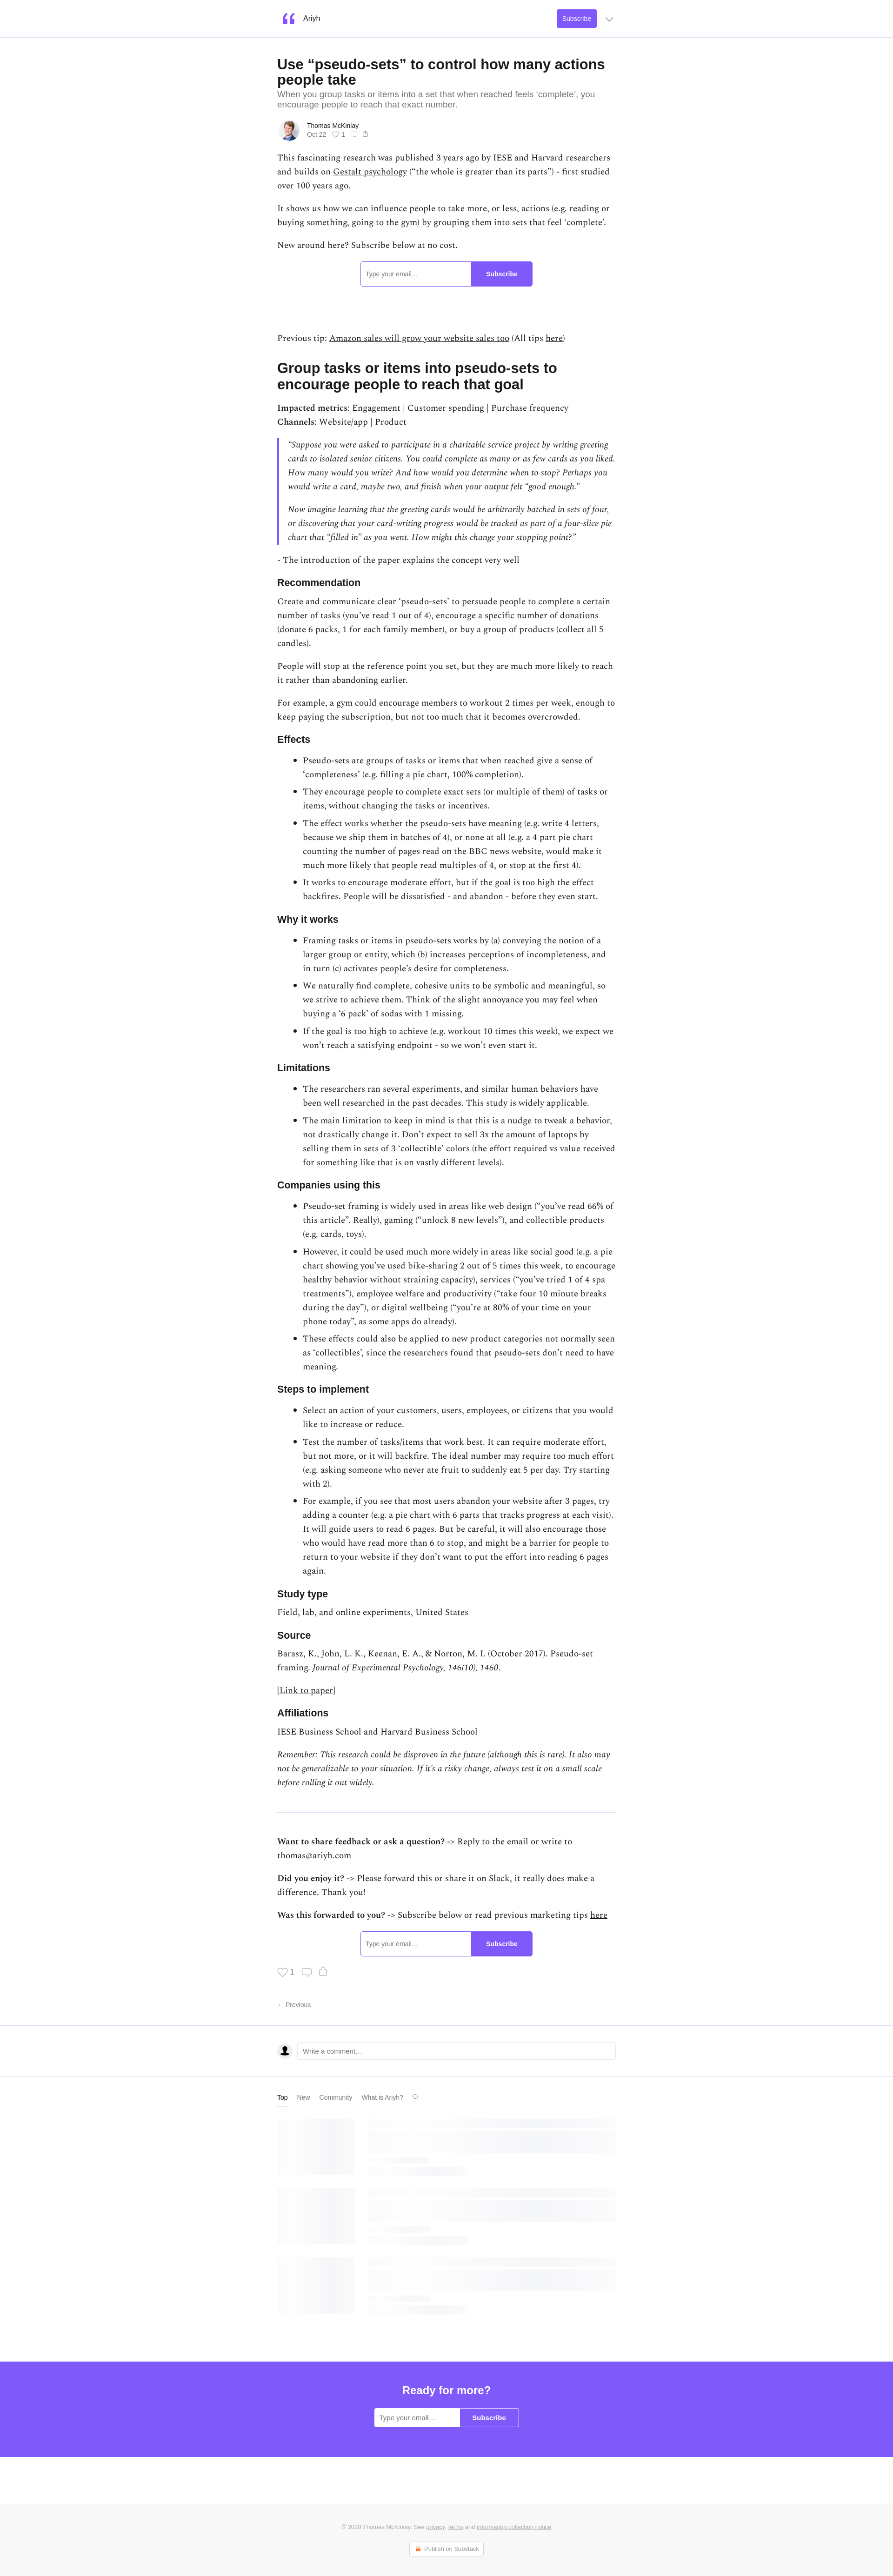 Ariyh
Subscribe
Use “pseudo-sets” to control how many actions
people take
When you group tasks or items into a set that when reached feels ‘complete’, you
encourage people to reach that exact number.
Thomas McKinlay
Oct 22 1
This fascinating research was published 3 years ago by IESE and Harvard researchers
and builds on Gestalt psychology (“the whole is greater than its parts”) - first studied
over 100 years ago.
It shows us how we can influence people to take more, or less, actions (e.g. reading or
buying something, going to the gym) by grouping them into sets that feel ‘complete’.
New around here? Subscribe below at no cost.
Type your email…
Subscribe
Previous tip: Amazon sales will grow your website sales too (All tips here)
Group tasks or items into pseudo-sets to
encourage people to reach that goal
Impacted metrics: Engagement | Customer spending | Purchase frequency
Channels: Website/app | Product
“Suppose you were asked to participate in a charitable service project by writing greeting
cards to isolated senior citizens. You could complete as many or as few cards as you liked.
How many would you write? And how would you determine when to stop? Perhaps you
would write a card, maybe two, and finish when your output felt “good enough.”
Now imagine learning that the greeting cards would be arbitrarily batched in sets of four,
or discovering that your card-writing progress would be tracked as part of a four-slice pie
chart that “filled in” as you went. How might this change your stopping point?”
- The introduction of the paper explains the concept very well
Recommendation
Create and communicate clear ‘pseudo-sets’ to persuade people to complete a certain
number of tasks (you’ve read 1 out of 4), encourage a specific number of donations
(donate 6 packs, 1 for each family member), or buy a group of products (collect all 5
candles).
People will stop at the reference point you set, but they are much more likely to reach
it rather than abandoning earlier.
For example, a gym could encourage members to workout 2 times per week, enough to
keep paying the subscription, but not too much that it becomes overcrowded.
Effects
Pseudo-sets are groups of tasks or items that when reached give a sense of
‘completeness’ (e.g. filling a pie chart, 100% completion).
They encourage people to complete exact sets (or multiple of them) of tasks or
items, without changing the tasks or incentives.
The effect works whether the pseudo-sets have meaning (e.g. write 4 letters,
because we ship them in batches of 4), or none at all (e.g. a 4 part pie chart
counting the number of pages read on the BBC news website, would make it
much more likely that people read multiples of 4, or stop at the first 4).
It works to encourage moderate effort, but if the goal is too high the effect
backfires. People will be dissatisfied - and abandon - before they even start.
Why it works
Framing tasks or items in pseudo-sets works by (a) conveying the notion of a
larger group or entity, which (b) increases perceptions of incompleteness, and
in turn (c) activates people’s desire for completeness.
We naturally find complete, cohesive units to be symbolic and meaningful, so
we strive to achieve them. Think of the slight annoyance you may feel when
buying a ‘6 pack’ of sodas with 1 missing.
If the goal is too high to achieve (e.g. workout 10 times this week), we expect we
won’t reach a satisfying endpoint - so we won’t even start it.
Limitations
The researchers ran several experiments, and similar human behaviors have
been well researched in the past decades. This study is widely applicable.
The main limitation to keep in mind is that this is a nudge to tweak a behavior,
not drastically change it. Don’t expect to sell 3x the amount of laptops by
selling them in sets of 3 ‘collectible’ colors (the effort required vs value received
for something like that is on vastly different levels).
Companies using this
Pseudo-set framing is widely used in areas like web design (“you’ve read 66% of
this article”. Really), gaming (“unlock 8 new levels”), and collectible products
(e.g. cards, toys).
However, it could be used much more widely in areas like social good (e.g. a pie
chart showing you’ve used bike-sharing 2 out of 5 times this week, to encourage
healthy behavior without straining capacity), services (“you’ve tried 1 of 4 spa
treatments”), employee welfare and productivity (“take four 10 minute breaks
during the day”), or digital wellbeing (“you’re at 80% of your time on your
phone today”, as some apps do already).
These effects could also be applied to new product categories not normally seen
as ‘collectibles’, since the researchers found that pseudo-sets don’t need to have
meaning.
Steps to implement
Select an action of your customers, users, employees, or citizens that you would
like to increase or reduce.
Test the number of tasks/items that work best. It can require moderate effort,
but not more, or it will backfire. The ideal number may require too much effort
(e.g. asking someone who never ate fruit to suddenly eat 5 per day. Try starting
with 2).
For example, if you see that most users abandon your website after 3 pages, try
adding a counter (e.g. a pie chart with 6 parts that tracks progress at each visit).
It will guide users to read 6 pages. But be careful, it will also encourage those
who would have read more than 6 to stop, and might be a barrier for people to
return to your website if they don’t want to put the effort into reading 6 pages
again.
Study type
Field, lab, and online experiments, United States
Source
Barasz, K., John, L. K., Keenan, E. A., & Norton, M. I. (October 2017). Pseudo-set
framing. Journal of Experimental Psychology, 146(10), 1460.
[Link to paper]
Affiliations
IESE Business School and Harvard Business School
Remember: This research could be disproven in the future (although this is rare). It also may
not be generalizable to your situation. If it’s a risky change, always test it on a small scale
before rolling it out widely.
Want to share feedback or ask a question? -> Reply to the email or write to
thomas@ariyh.com
Did you enjoy it? -> Please forward this or share it on Slack, it really does make a
difference. Thank you!
Was this forwarded to you? -> Subscribe below or read previous marketing tips here
Type your email…
Subscribe
1
← Previous
Write a comment…
Top New Community What is Ariyh?
Ready for more?
Type your email…
Subscribe
© 2020 Thomas McKinlay. See privacy, terms and information collection notice
Publish on Substack